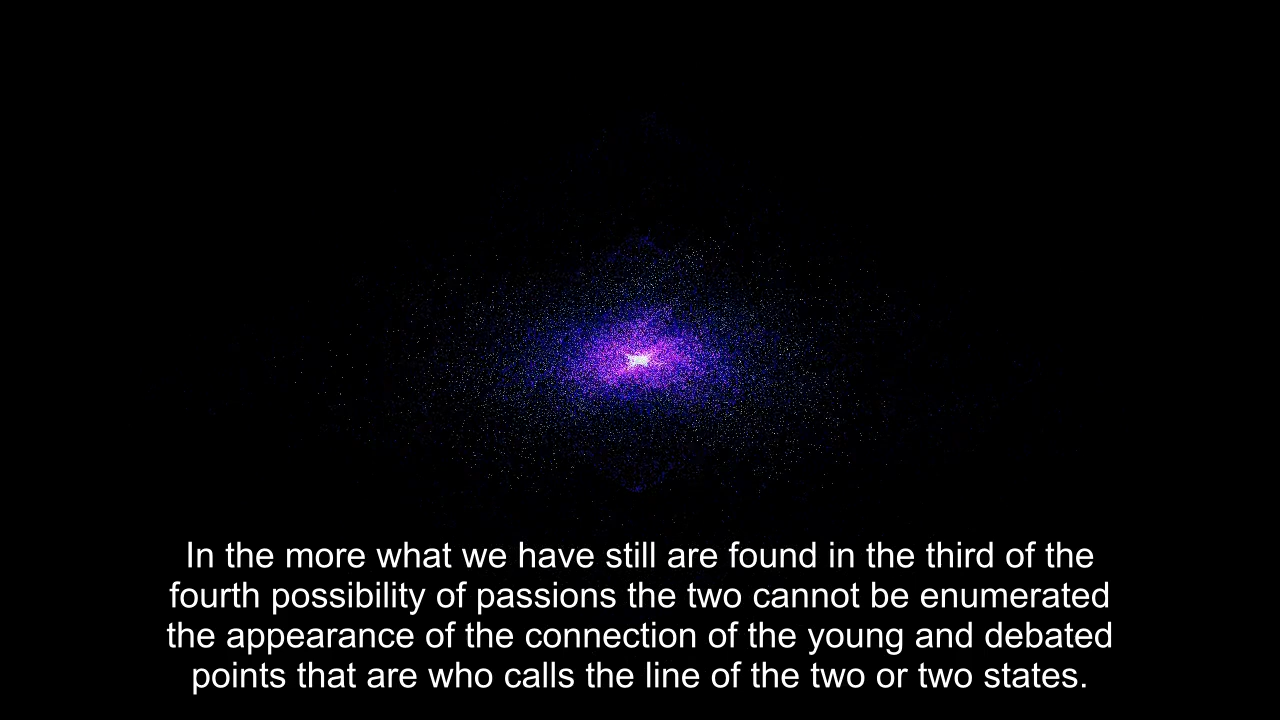 In the more what we have still are found in the third of the
fourth possibility of passions the two cannot be enumerated
the appearance of the connection of the young and debated
points that are who calls the line of the two or two states.